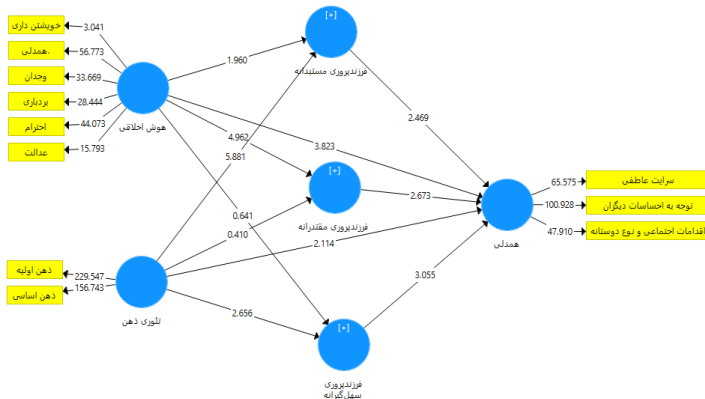 خویشتن داری
همدلی.
وجدان
بردباری
احترام
عدالت
3.041
56.773
33.669
28.444
44.073
15.793
هوش اخلاقی
ذهن اولیه
ذهن اساسی
229.547
156.743
تئوری ذهن
1.960
4.962
3.823
5.881
0.641
0.410
2.114
2.656
[+]
فرزندپروری مستبدانه
[+]
فرزندپروری مقتدرانه
[+]
فرزندپروری
سهل‌گیرانه
2.469
2.673
3.055
همدلی
65.575
100.928
47.910
سرایت عاطفی
توجه به احساسات دیگران
اقدامات اجتماعی و نوع دوستانه